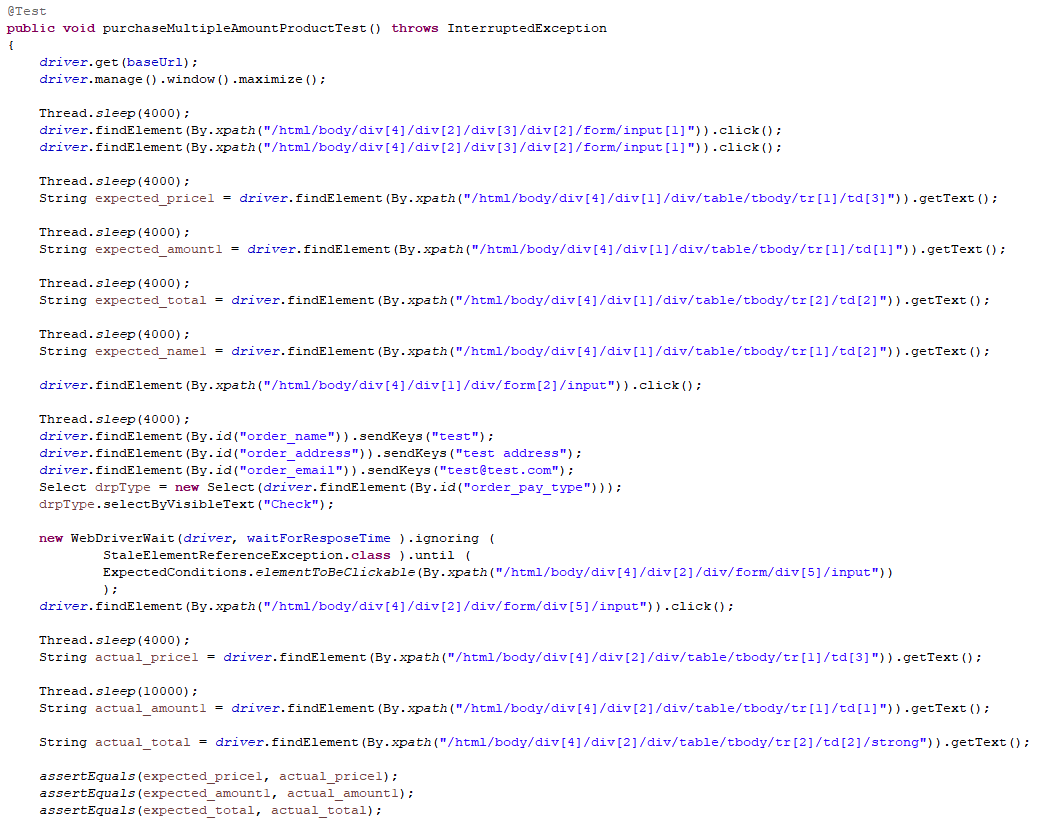 @Test
public void purchaseMultipleAmountProductTest() throws InterruptedException
{
    driver.get(baseUrl);
    driver.manage().window().maximize();

    Thread.sleep(4000);
    driver.findElement(By.xpath("/html/body/div[4]/div[2]/div[3]/div[2]/form/input[1]")).click();
    driver.findElement(By.xpath("/html/body/div[4]/div[2]/div[3]/div[2]/form/input[1]")).click();

    Thread.sleep(4000);
    String expected_price1 = driver.findElement(By.xpath("/html/body/div[4]/div[1]/div/table/tbody/tr[1]/td[3]")).getText();

    Thread.sleep(4000);
    String expected_amount1 = driver.findElement(By.xpath("/html/body/div[4]/div[1]/div/table/tbody/tr[1]/td[1]")).getText();

    Thread.sleep(4000);
    String expected_total = driver.findElement(By.xpath("/html/body/div[4]/div[1]/div/table/tbody/tr[2]/td[2]")).getText();

    Thread.sleep(4000);
    String expected_name1 = driver.findElement(By.xpath("/html/body/div[4]/div[1]/div/table/tbody/tr[1]/td[2]")).getText();

    driver.findElement(By.xpath("/html/body/div[4]/div[1]/div/form[2]/input")).click();

    Thread.sleep(4000);
    driver.findElement(By.id("order_name")).sendKeys("test");
    driver.findElement(By.id("order_address")).sendKeys("test address");
    driver.findElement(By.id("order_email")).sendKeys("test@test.com");
    Select drpType = new Select(driver.findElement(By.id("order_pay_type")));
    drpType.selectByVisibleText("Check");

    new WebDriverWait(driver, waitForResposeTime ).ignoring (
            StaleElementReferenceException.class ).until (
            ExpectedConditions.elementToBeClickable(By.xpath("/html/body/div[4]/div[2]/div/form/div[5]/input"))
            );
    driver.findElement(By.xpath("/html/body/div[4]/div[2]/div/form/div[5]/input")).click();

    Thread.sleep(4000);
    String actual_price1 = driver.findElement(By.xpath("/html/body/div[4]/div[2]/div/table/tbody/tr[1]/td[3]")).getText();

    Thread.sleep(10000);
    String actual_amount1 = driver.findElement(By.xpath("/html/body/div[4]/div[2]/div/table/tbody/tr[1]/td[1]")).getText();

    String actual_total = driver.findElement(By.xpath("/html/body/div[4]/div[2]/div/table/tbody/tr[2]/td[2]/strong")).getText();

    assertEquals(expected_price1, actual_price1);
    assertEquals(expected_amount1, actual_amount1);
    assertEquals(expected_total, actual_total);